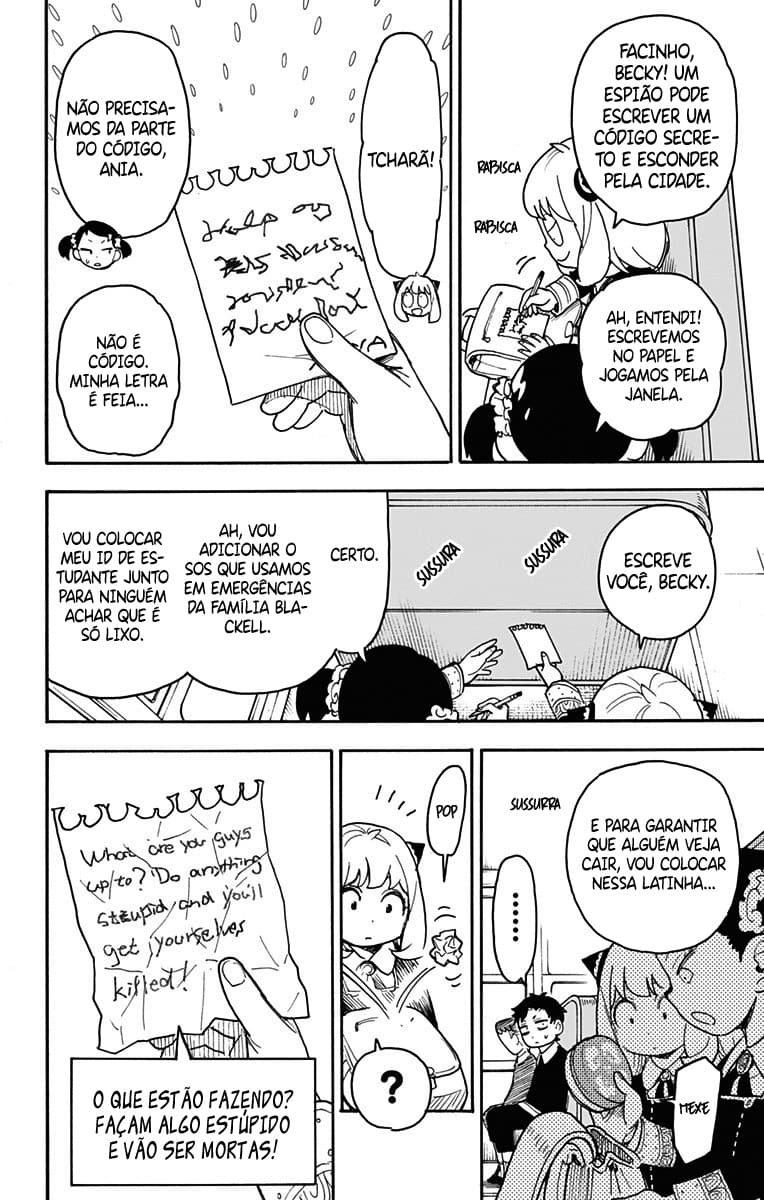 FACINHO,
BECKY! UM
ESPIÃO PODE
ESCREVER UM
CÓDIGO SECRE-
TO E ESCONDER
PELA CIDADE.
RABISCA
RABISCA
AH, ENTENDI!
ESCREVEMOS
NO PAPEL E
JOGAMOS PELA
JANELA.
TCHARÃ!
NÃO PRECISA-
MOS DA PARTE
DO CÓDIGO,
ANIA.
NÃO É
CÓDIGO.
MINHA LETRA
É FEIA...
ESCREVE
VOCÊ, BECKY.
SUSSURRA
SUSSURRA
CERTO.
AH, VOU
ADICIONAR O
SOS QUE USAMOS
EM EMERGÊNCIAS
DA FAMÍLIA BLA-
CKELL.
VOU COLOCAR
MEU ID DE ES-
TUDANTE JUNTO
PARA NINGUÉM
ACHAR QUE É
SÓ LIXO.
E PARA GARANTIR
QUE ALGUÉM VEJA
CAIR, VOU COLOCAR
NESSA LATINHA...
SUSSURRA
......
MEXE
POP
?
What are you guys
up to? Do anything
stupid and you'll
get yourselves
killed!
O QUE ESTÃO FAZENDO?
FAÇAM ALGO ESTÚPIDO
E VÃO SER MORTAS!